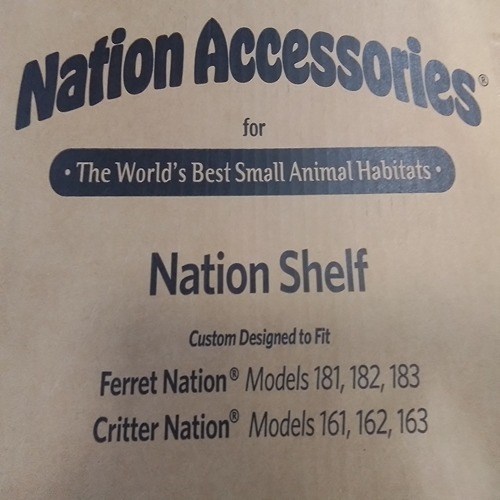 Nation Accessories®
for
• The World's Best Small Animal Habitats •
Nation Shelf
Custom Designed to Fit
Ferret Nation® Models 181, 182, 183
Critter Nation® Models 161, 162, 163